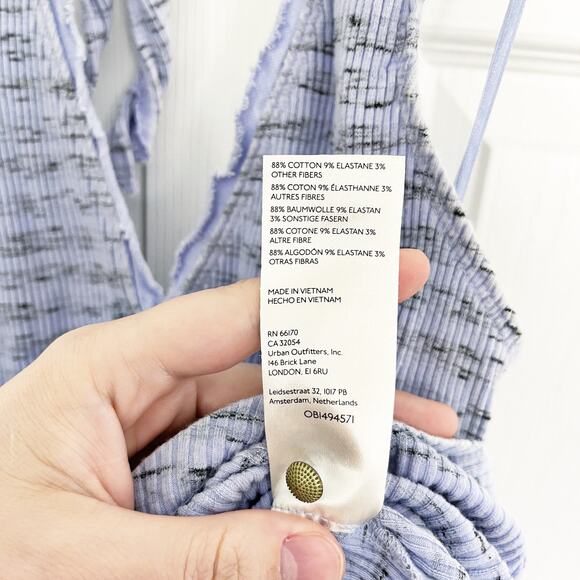 88% COTTON 9% ELASTANE 3%
OTHER FIBERS
88% COTON 9% ÉLASTHANNE 3%
AUTRES FIBRES
88% BAUMWOLLE 9% ELASTAN
3% SONSTIGE FASERN
88% COTONE 9% ELASTAN 3%
ALTRE FIBRE
88% ALGODÓN 9% ELASTANE 3%
OTRAS FIBRAS
MADE IN VIETNAM
HECHO EN VIETNAM
RN 66170
CA 32054
Urban Outfitters, Inc.
146 Brick Lane
LONDON, E1 6RU
Leidsestraat 32, 1017 PB
Amsterdam, Netherlands
OB1494571